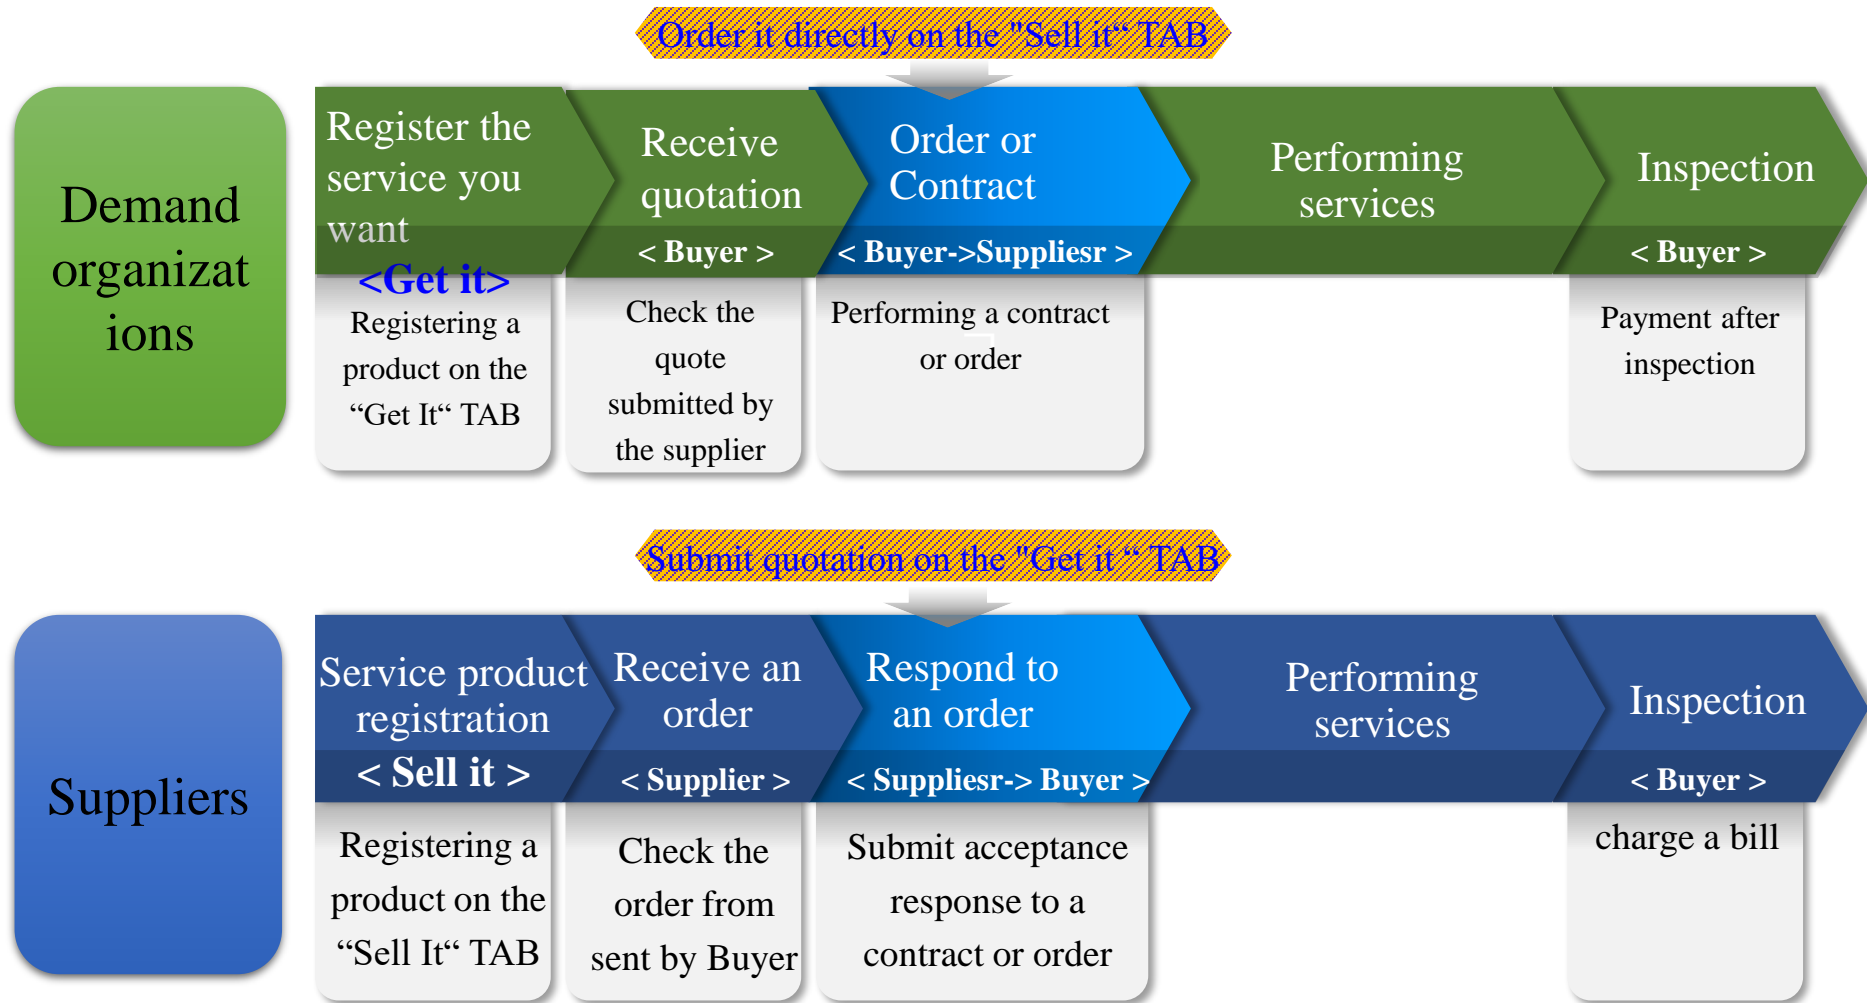 Order it directly on the "Sell it“ TAB
Demand
organizat
ions
Register the
service you
want
<Get it>
Registering a
product on the
“Get It“ TAB
Receive
quotation
< Buyer >
Check the
quote
submitted by
the supplier
Order or
Contract
< Buyer->Suppliesr >
Performing a contract
or order
Performing
services
Inspection
< Buyer >
Payment after
inspection
Submit quotation on the "Get it “ TAB
Suppliers
Service product
registration
< Sell it >
Registering a
product on the
“Sell It“ TAB
Receive an
order
< Supplier >
Check the
order from
sent by Buyer
Respond to
an order
< Suppliesr-> Buyer >
Submit acceptance
response to a
contract or order
Performing
services
Inspection
< Buyer >
charge a bill